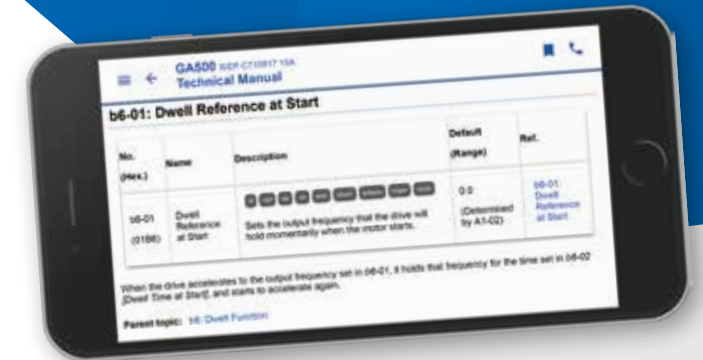 GA500 SIEP C710617 15A
Technical Manual
b6-01: Dwell Reference at Start
No.
(Hex.)
Name
Description
Default
(Range)
Ref.
b6-01
(01B6)
Dwell
Reference
at Start
Sets the output frequency that the drive will
hold momentarily when the motor starts.
0.0
(Determined
by A1-02)
b6-01:
Dwell
Reference
at Start
When the drive accelerates to the output frequency set in b6-01, it holds that frequency for the time set in b6-02
[Dwell Time at Start], and starts to accelerate again.
Parent topic: b6: Dwell Function